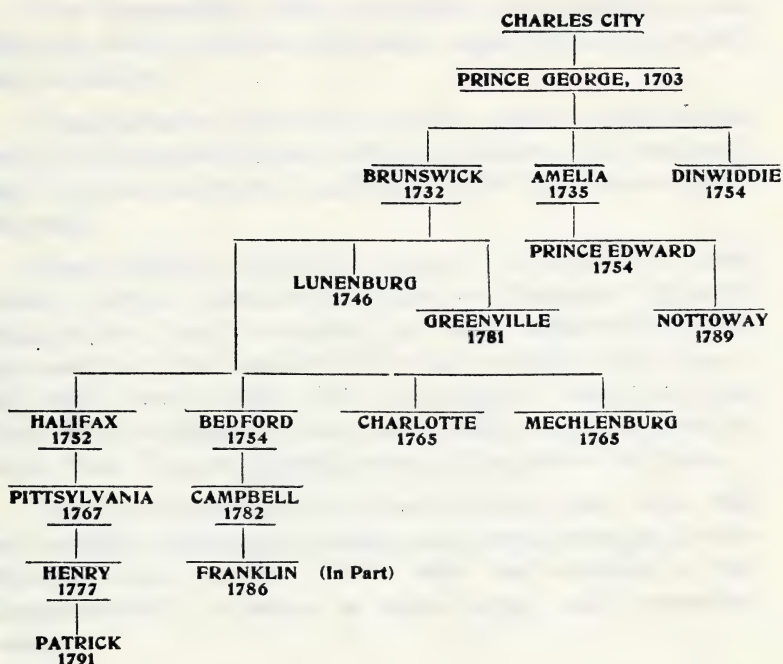 CHARLES CITY
PRINCE GEORGE, 1703
BRUNSWICK
1732
AMELIA
1735
DINWIDDIE
1754
PRINCE EDWARD
1754
LUNENBURG
1746
GREENVILLE
1781
NOTTOWAY
1789
HALIFAX
1752
BEDFORD
1754
CHARLOTTE
1765
MECHLENBURG
1765
PITTSYLVANIA
1767
CAMPBELL
1782
HENRY
1777
FRANKLIN (In Part)
1786
PATRICK
1791